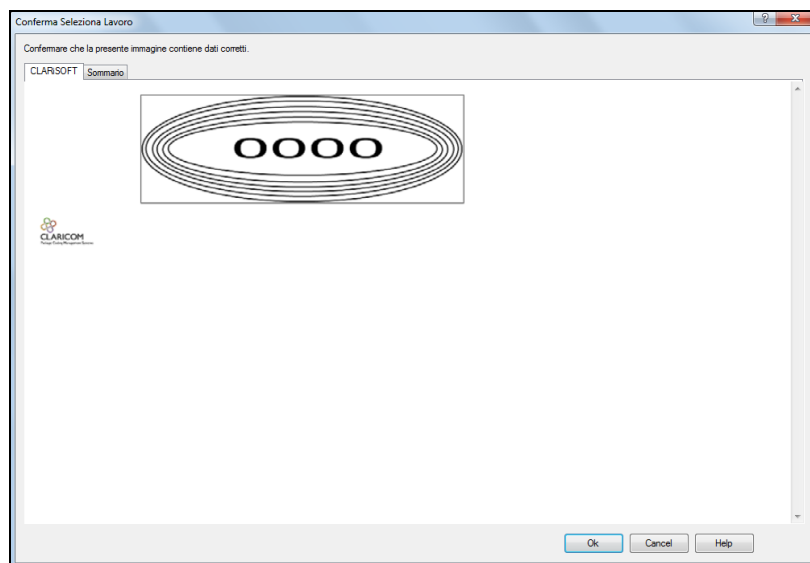 Conferma Seleziona Lavoro
Confermare che la presente immagine contiene dati corretti.
CLARiSOFT Sommario
OOOO
CLARICOM
Ok Cancel Help